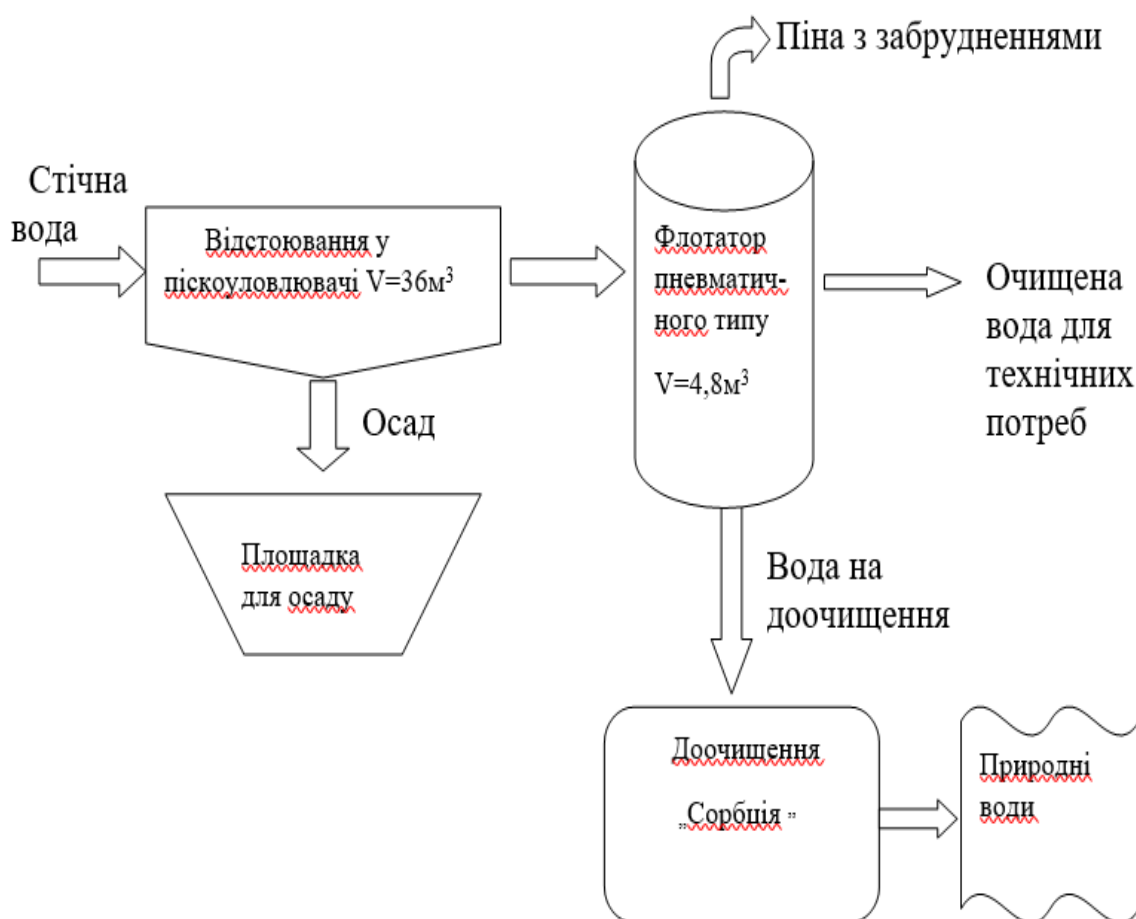 Піна з забрудненнями
Стічна
вода
Відстоювання у
піскоуловлювачі V=36м³
Флотатор
пневматич-
ного типу
V=4,8м³
Очищена
вода для
технічних
потреб
Осад
Площадка
для осаду
Вода на
доочищення
Доочищення
„Сорбція ”
Природні
води